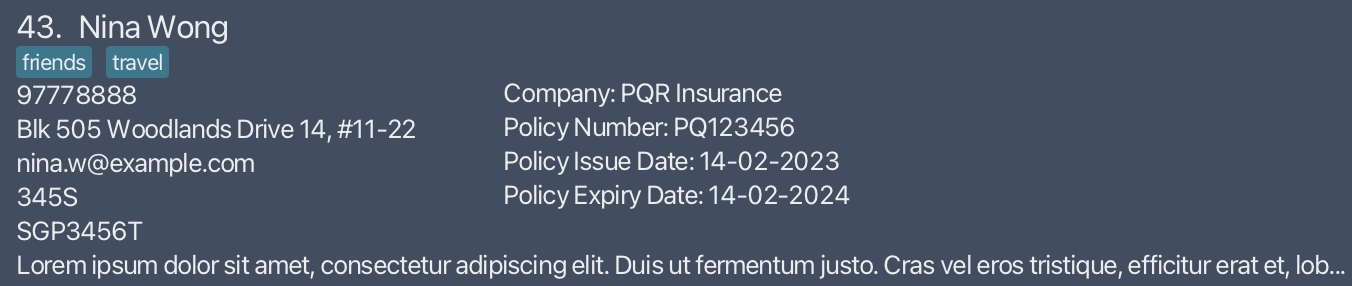 43. Nina Wong
friends travel
97778888
Blk 505 Woodlands Drive 14, #11-22
nina.w@example.com
345S
SGP3456T
Company: PQR Insurance
Policy Number: PQ123456
Policy Issue Date: 14-02-2023
Policy Expiry Date: 14-02-2024
Lorem ipsum dolor sit amet, consectetur adipiscing elit. Duis ut fermentum justo. Cras vel eros tristique, efficitur erat et, lob...